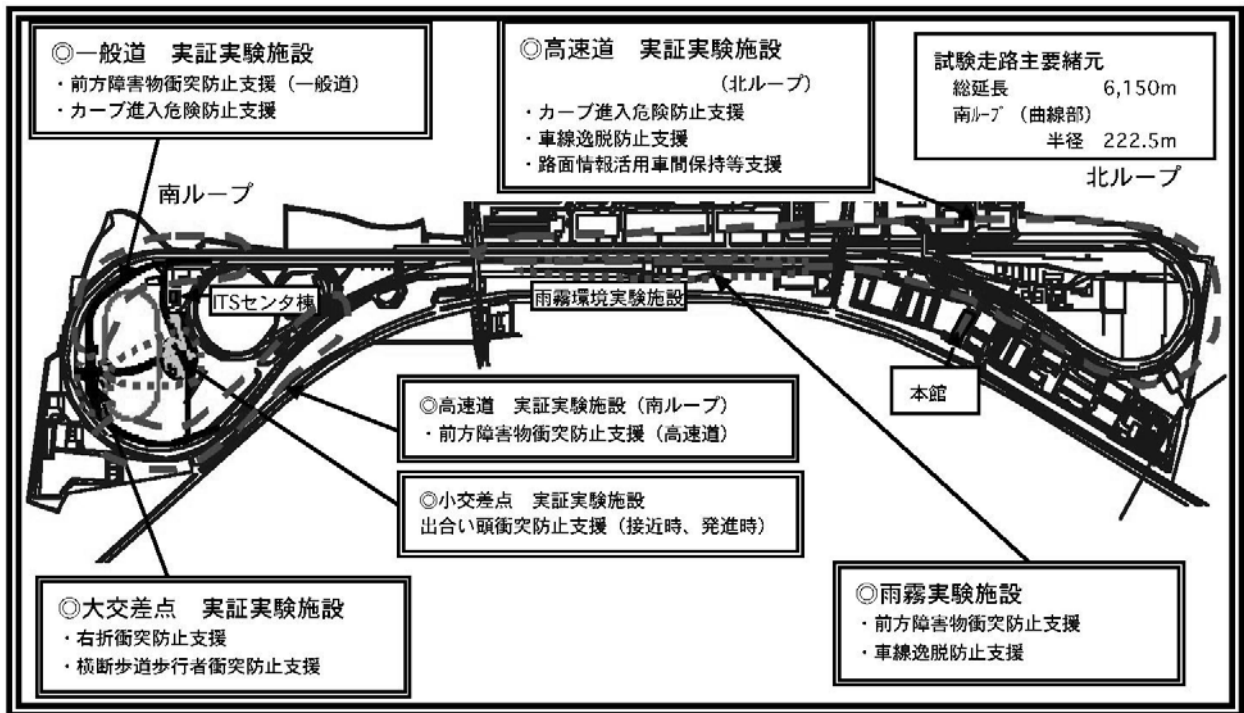 ◎一般道　実証実験施設
・前方障害物衝突防止支援（一般道）
・カーブ進入危険防止支援
◎高速道　実証実験施設
（北ループ）
・カーブ進入危険防止支援
・車線逸脱防止支援
・路面情報活用車間保持等支援
試験走路主要緒元
総延長　6,150m
南ループ（曲線部）
半径　222.5m
南ループ
北ループ
ITSセンタ棟
雨霧環境実験施設
本館
◎高速道　実証実験施設（南ループ）
・前方障害物衝突防止支援（高速道）
◎小交差点　実証実験施設
出合い頭衝突防止支援（接近時、発進時）
◎大交差点　実証実験施設
・右折衝突防止支援
・横断歩道歩行者衝突防止支援
◎雨霧実験施設
・前方障害物衝突防止支援
・車線逸脱防止支援